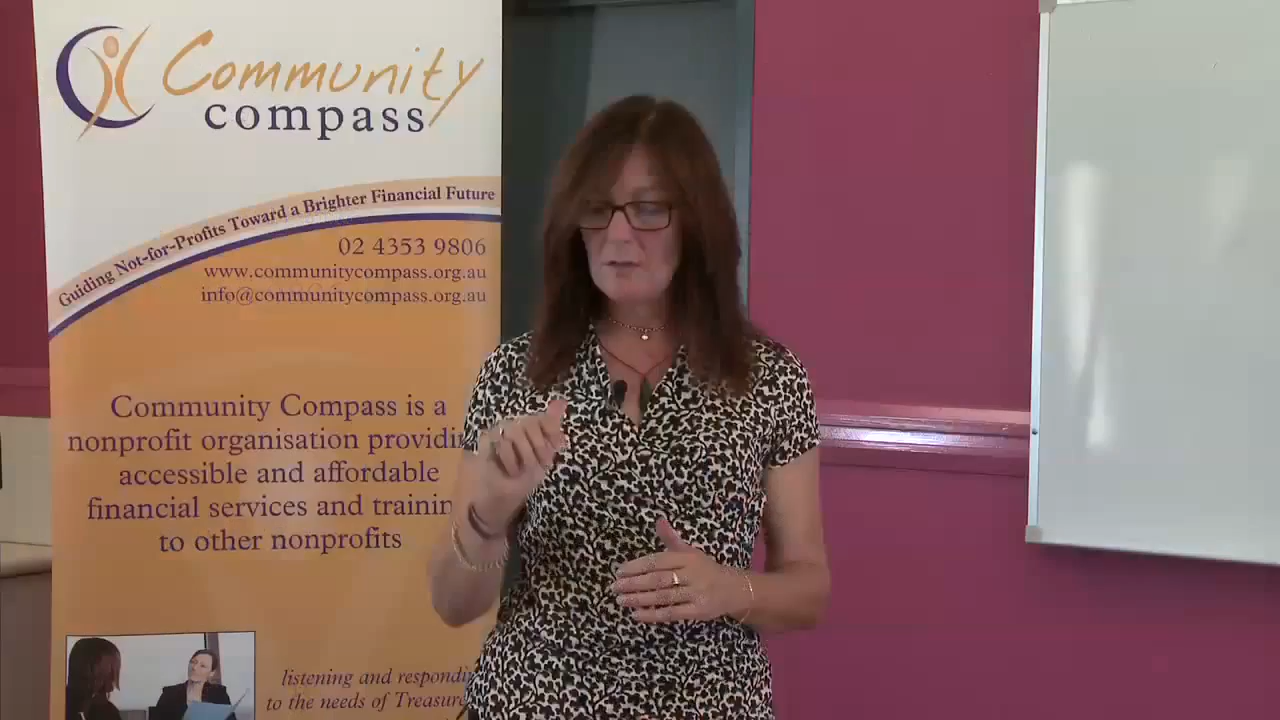 Community
compass
Guiding Not-for-Profits Toward a Brighter Financial Future
02 4353 9806
www.communitycompass.org.au
info@communitycompass.org.au
Community Compass is a
nonprofit organisation providi
accessible and affordable
financial services and trainin
to other nonprofits
listening and respondi
to the needs of Treasure